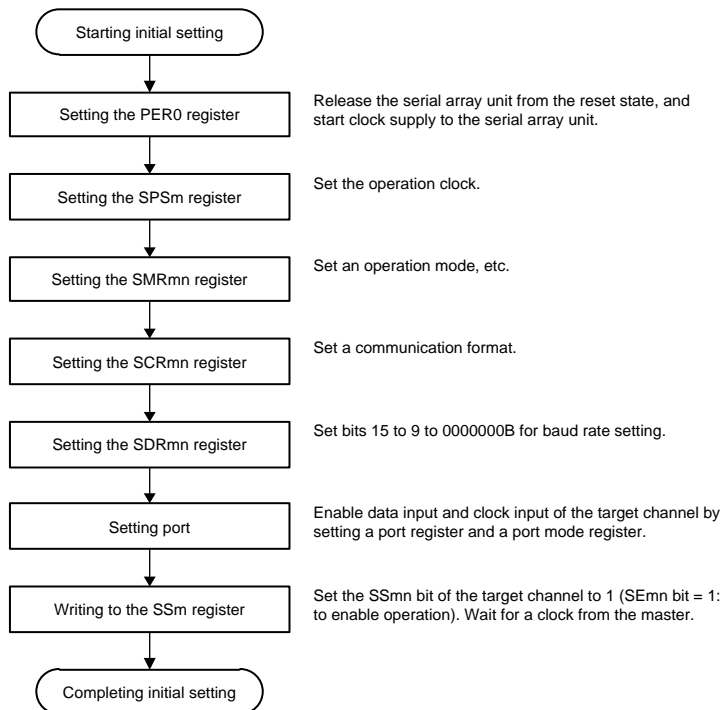 Starting initial setting
Setting the PER0 register
Release the serial array unit from the reset state, and
start clock supply to the serial array unit.
Setting the SPSm register
Set the operation clock.
Setting the SMRmn register
Set an operation mode, etc.
Setting the SCRmn register
Set a communication format.
Setting the SDRmn register
Set bits 15 to 9 to 0000000B for baud rate setting.
Setting port
Enable data input and clock input of the target channel by
setting a port register and a port mode register.
Writing to the SSm register
Set the SSmn bit of the target channel to 1 (SEmn bit = 1:
to enable operation). Wait for a clock from the master.
Completing initial setting